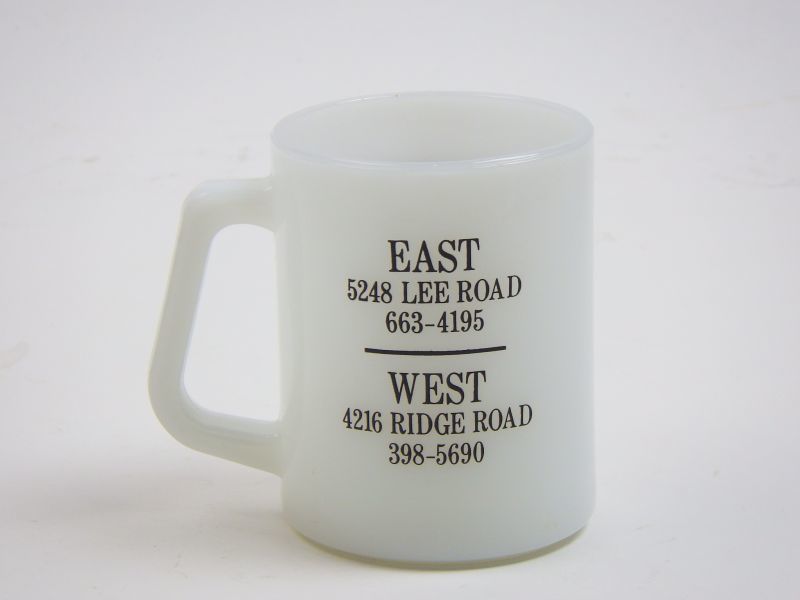 EAST
5248 LEE ROAD
663-4195
WEST
4216 RIDGE ROAD
398-5690